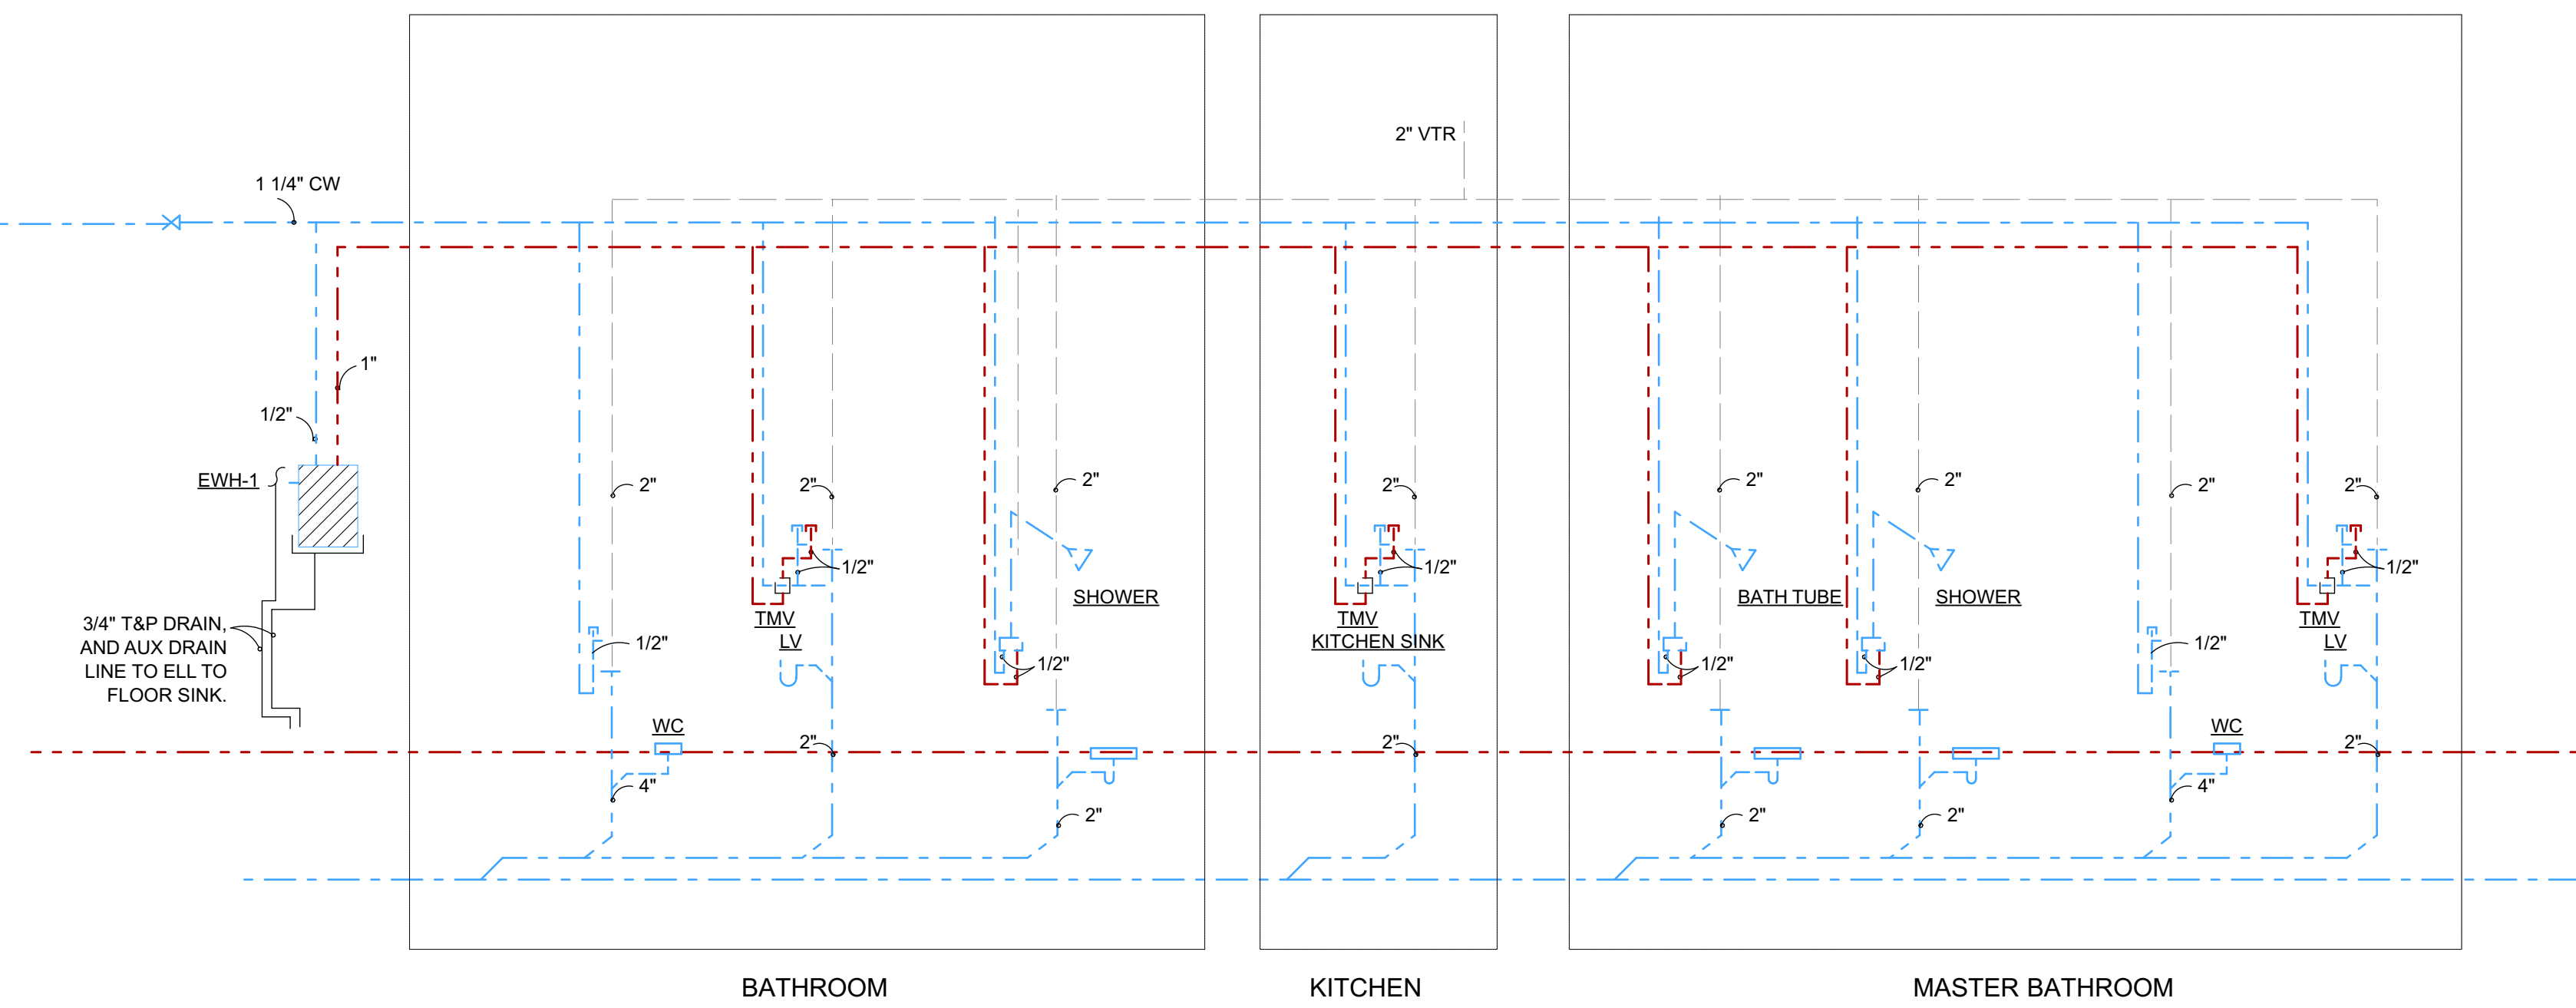 2" VTR
1 1/4" CW
1"
1/2"
EWH-1
2"
2"
2"
2"
2"
2"
2"
2"
1/2"
1/2"
1/2"
SHOWER
BATH TUBE
SHOWER
3/4" T&P DRAIN,
AND AUX DRAIN
LINE TO ELL TO
FLOOR SINK.
TMV
LV
TMV
KITCHEN SINK
TMV
LV
1/2"
1/2"
1/2"
1/2"
1/2"
WC
WC
2"
2"
2"
4"
4"
2"
2"
2"
BATHROOM
KITCHEN
MASTER BATHROOM